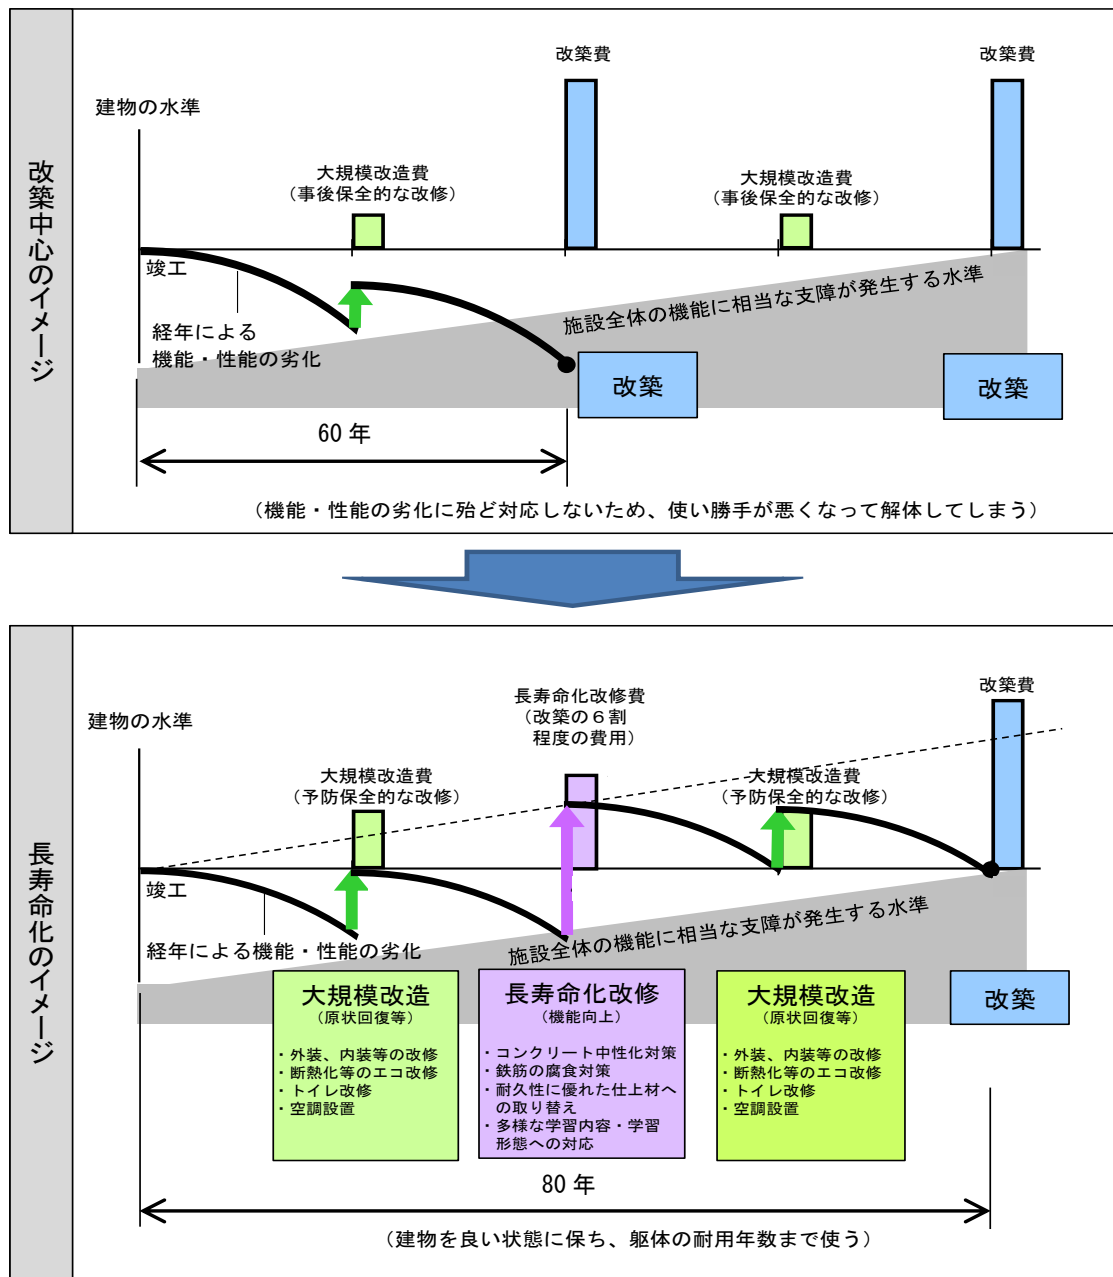 改築中心のイメージ
改築費
改築費
建物の水準
大規模改造費
（事後保全的な改修）
大規模改造費
（事後保全的な改修）
竣工
経年による
機能・性能の劣化
施設全体の機能に相当な支障が発生する水準
改築
改築
60 年
（機能・性能の劣化に殆ど対応しないため、使い勝手が悪くなって解体してしまう）
長寿命化のイメージ
建物の水準
長寿命化改修費
（改築の６割
程度の費用）
改築費
大規模改造費
（予防保全的な改修）
大規模改造費
（予防保全的な改修）
竣工
経年による機能・性能の劣化
施設全体の機能に相当な支障が発生する水準
大規模改造
（原状回復等）
・外装、内装等の改修
・断熱化等のエコ改修
・トイレ改修
・空調設置
長寿命化改修
（機能向上）
・コンクリート中性化対策
・鉄筋の腐食対策
・耐久性に優れた仕上材へ
の取り替え
・多様な学習内容・学習
形態への対応
大規模改造
（原状回復等）
・外装、内装等の改修
・断熱化等のエコ改修
・トイレ改修
・空調設置
改築
80 年
（建物を良い状態に保ち、躯体の耐用年数まで使う）